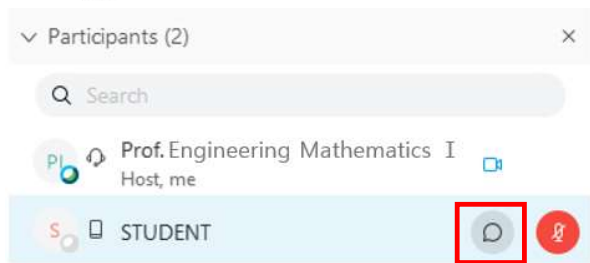 Participants (2)
Search
PI Prof. Engineering Mathematics I
Host, me
S STUDENT